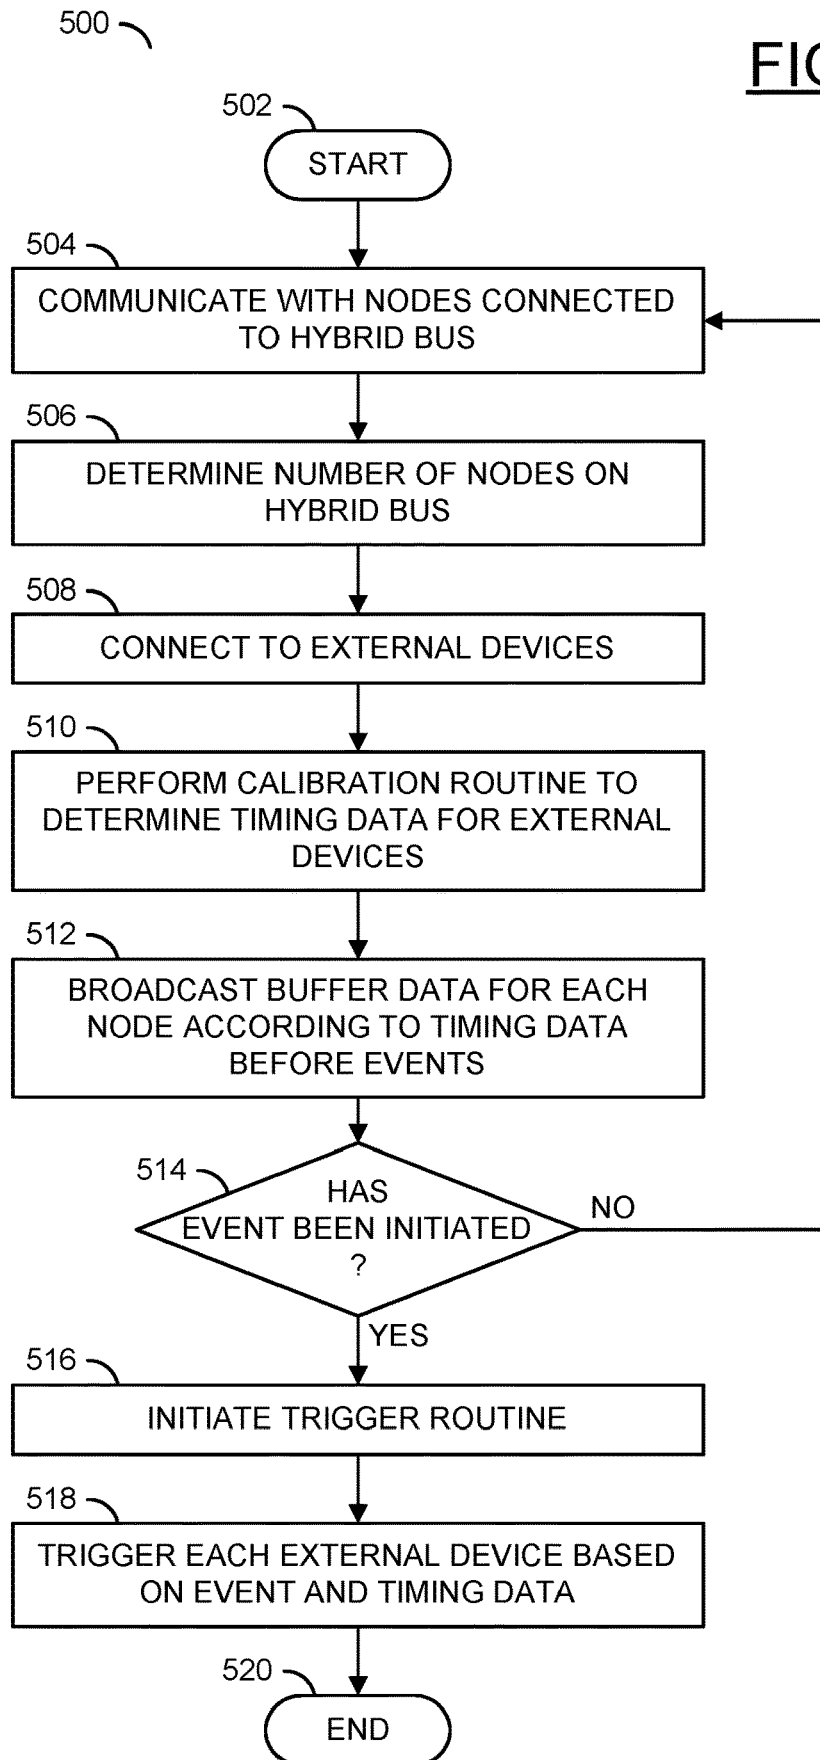 500
FIG
502
START
504
COMMUNICATE WITH NODES CONNECTED
TO HYBRID BUS
506
DETERMINE NUMBER OF NODES ON
HYBRID BUS
508
CONNECT TO EXTERNAL DEVICES
510
PERFORM CALIBRATION ROUTINE TO
DETERMINE TIMING DATA FOR EXTERNAL
DEVICES
512
BROADCAST BUFFER DATA FOR EACH
NODE ACCORDING TO TIMING DATA
BEFORE EVENTS
514
HAS
EVENT BEEN INITIATED
?
NO
YES
516
INITIATE TRIGGER ROUTINE
518
TRIGGER EACH EXTERNAL DEVICE BASED
ON EVENT AND TIMING DATA
520
END